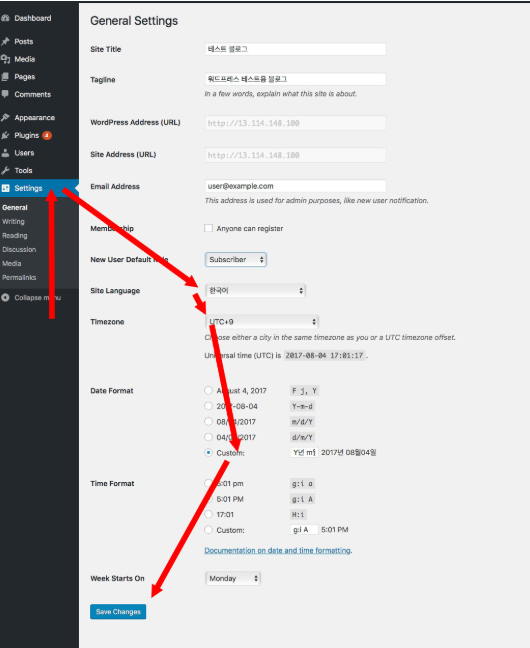 Dashboard
Posts
Media
Pages
Comments
Appearance
Plugins 4
Users
Tools
Settings
General
Writing
Reading
Discussion
Media
Permalinks
Collapse menu
General Settings
Site Title 테스트 블로그
Tagline 워드프레스 테스트용 블로그
In a few words, explain what this site is about.
WordPress Address (URL) http://13.114.148.100
Site Address (URL) http://13.114.148.100
Email Address user@example.com
This address is used for admin purposes, like new user notification.
Membership Anyone can register
New User Default Role Subscriber
Site Language 한국어
Timezone UTC+9
Choose either a city in the same timezone as you or a UTC timezone offset.
Universal time (UTC) is 2017-08-04 17:01:17 .
Date Format August 4, 2017 F j, Y
2017-08-04 Y-m-d
08/04/2017 m/d/Y
04/08/2017 d/m/Y
Custom: Y년 m 2017년 08월04일
Time Format 5:01 pm g:i a
5:01 PM g:i A
17:01 H:i
Custom: g:i A 5:01 PM
Documentation on date and time formatting.
Week Starts On Monday
Save Changes